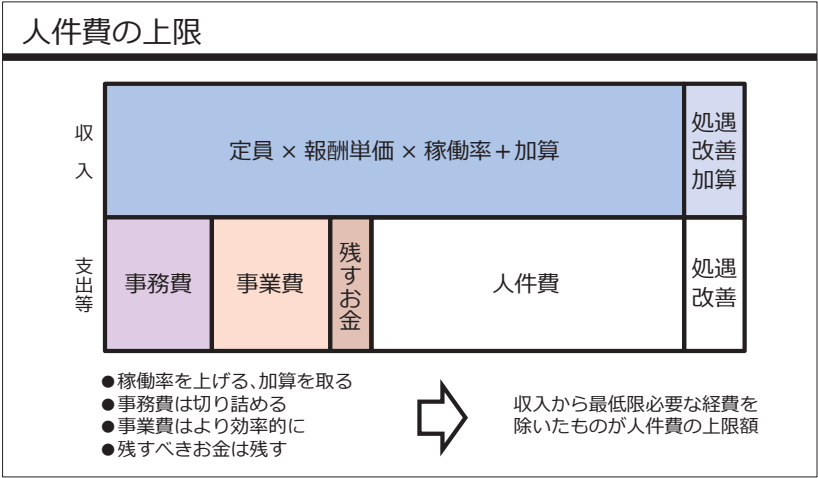 人件費の上限
収入
定員 × 報酬単価 × 稼働率＋加算
処遇
改善
加算
支出等
事務費
事業費
残すお金
人件費
処遇
改善
●稼働率を上げる、加算を取る
●事務費は切り詰める
●事業費はより効率的に
●残すべきお金は残す
収入から最低限必要な経費を
除いたものが人件費の上限額